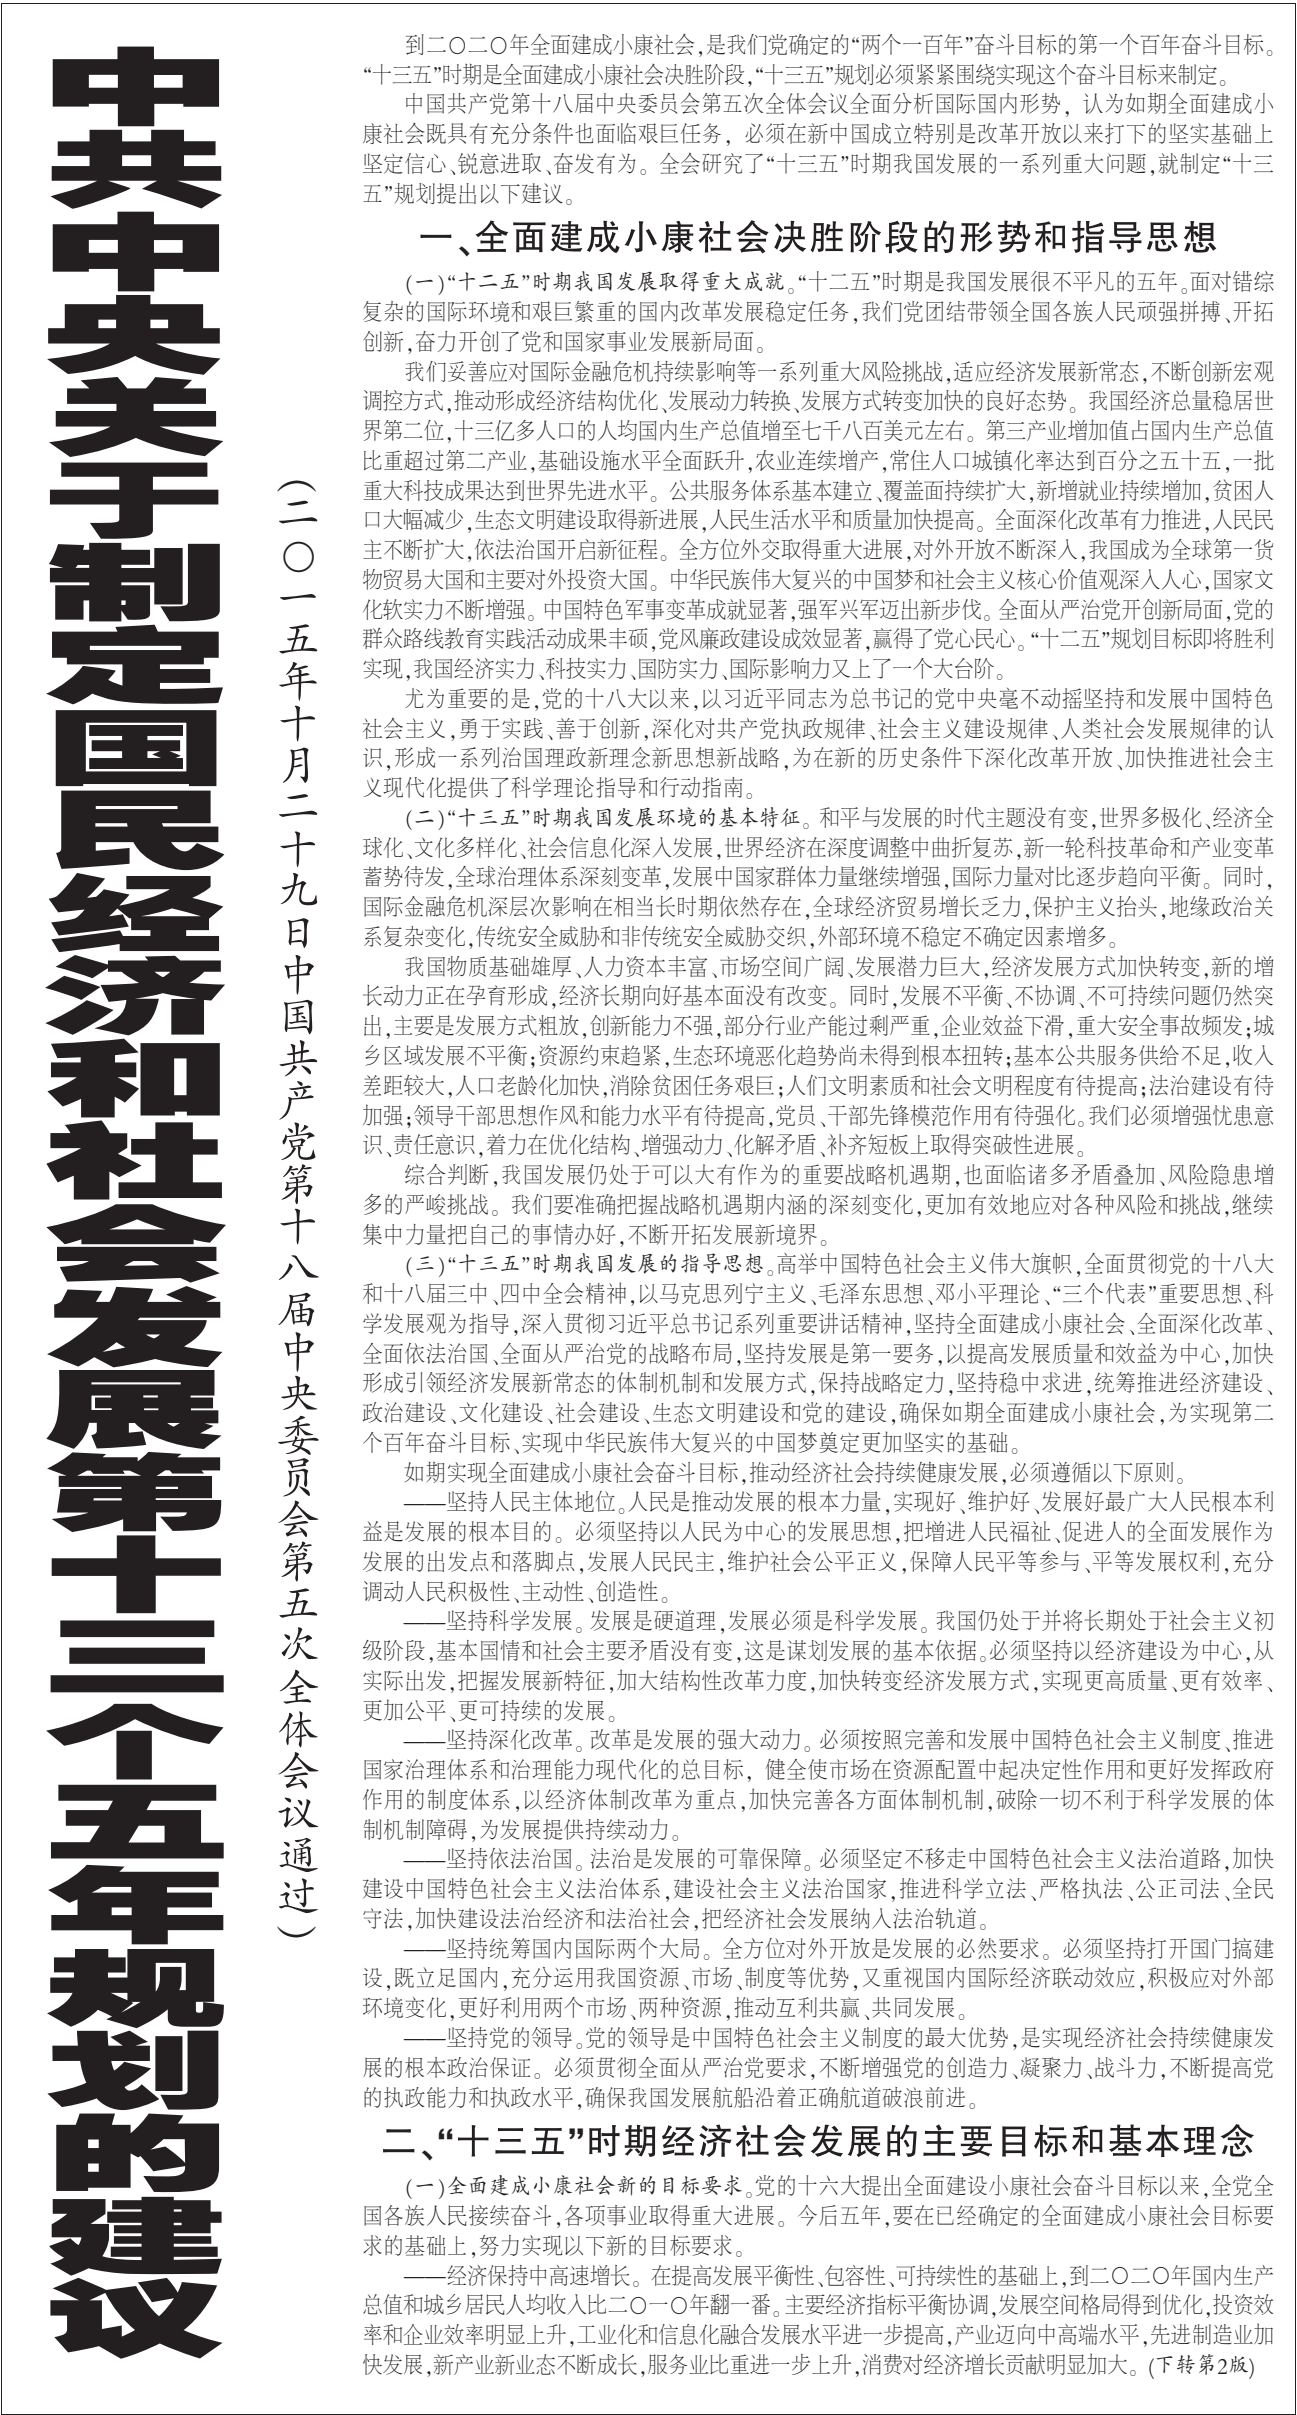 中共中央关于制定国民经济和社会发展第十三个五年规划的建议
（二〇一五年十月二十九日中国共产党第十八届中央委员会第五次全体会议通过）
到二〇二〇年全面建成小康社会，是我们党确定的“两个一百年”奋斗目标的第一个百年奋斗目标。
“十三五”时期是全面建成小康社会决胜阶段，“十三五”规划必须紧紧围绕实现这个奋斗目标来制定。
中国共产党第十八届中央委员会第五次全体会议全面分析国际国内形势，认为如期全面建成小
康社会既具有充分条件也面临艰巨任务，必须在新中国成立特别是改革开放以来打下的坚实基础上
坚定信心、锐意进取、奋发有为。全会研究了“十三五”时期我国发展的一系列重大问题，就制定“十三
五”规划提出以下建议。
一、全面建成小康社会决胜阶段的形势和指导思想
（一）“十二五”时期我国发展取得重大成就。“十二五”时期是我国发展很不平凡的五年。面对错综
复杂的国际环境和艰巨繁重的国内改革发展稳定任务，我们党团结带领全国各族人民顽强拼搏、开拓
创新，奋力开创了党和国家事业发展新局面。
我们妥善应对国际金融危机持续影响等一系列重大风险挑战，适应经济发展新常态，不断创新宏观
调控方式，推动形成经济结构优化、发展动力转换、发展方式转变加快的良好态势。我国经济总量稳居世
界第二位，十三亿多人口的人均国内生产总值增至七千八百美元左右。第三产业增加值占国内生产总值
比重超过第二产业，基础设施水平全面跃升，农业连续增产，常住人口城镇化率达到百分之五十五，一批
重大科技成果达到世界先进水平。公共服务体系基本建立、覆盖面持续扩大，新增就业持续增加，贫困人
口大幅减少，生态文明建设取得新进展，人民生活水平和质量加快提高。全面深化改革有力推进，人民民
主不断扩大，依法治国开启新征程。全方位外交取得重大进展，对外开放不断深入，我国成为全球第一货
物贸易大国和主要对外投资大国。中华民族伟大复兴的中国梦和社会主义核心价值观深入人心，国家文
化软实力不断增强。中国特色军事变革成就显著，强军兴军迈出新步伐。全面从严治党开创新局面，党的
群众路线教育实践活动成果丰硕，党风廉政建设成效显著，赢得了党心民心。“十二五”规划目标即将胜利
实现，我国经济实力、科技实力、国防实力、国际影响力又上了一个大台阶。
尤为重要的是，党的十八大以来，以习近平同志为总书记的党中央毫不动摇坚持和发展中国特色
社会主义，勇于实践、善于创新，深化对共产党执政规律、社会主义建设规律、人类社会发展规律的认
识，形成一系列治国理政新理念新思想新战略，为在新的历史条件下深化改革开放、加快推进社会主
义现代化提供了科学理论指导和行动指南。
（二）“十三五”时期我国发展环境的基本特征。和平与发展的时代主题没有变，世界多极化、经济全
球化、文化多样化、社会信息化深入发展，世界经济在深度调整中曲折复苏，新一轮科技革命和产业变革
蓄势待发，全球治理体系深刻变革，发展中国家群体力量继续增强，国际力量对比逐步趋向平衡。同时，
国际金融危机深层次影响在相当长时期依然存在，全球经济贸易增长乏力，保护主义抬头，地缘政治关
系复杂变化，传统安全威胁和非传统安全威胁交织，外部环境不稳定不确定因素增多。
我国物质基础雄厚、人力资本丰富、市场空间广阔、发展潜力巨大，经济发展方式加快转变，新的增
长动力正在孕育形成，经济长期向好基本面没有改变。同时，发展不平衡、不协调、不可持续问题仍然突
出，主要是发展方式粗放，创新能力不强，部分行业产能过剩严重，企业效益下滑，重大安全事故频发；城
乡区域发展不平衡；资源约束趋紧，生态环境恶化趋势尚未得到根本扭转；基本公共服务供给不足，收入
差距较大，人口老龄化加快，消除贫困任务艰巨；人们文明素质和社会文明程度有待提高；法治建设有待
加强；领导干部思想作风和能力水平有待提高，党员、干部先锋模范作用有待强化。我们必须增强忧患意
识、责任意识，着力在优化结构、增强动力、化解矛盾、补齐短板上取得突破性进展。
综合判断，我国发展仍处于可以大有作为的重要战略机遇期，也面临诸多矛盾叠加、风险隐患增
多的严峻挑战。我们要准确把握战略机遇期内涵的深刻变化，更加有效地应对各种风险和挑战，继续
集中力量把自己的事情办好，不断开拓发展新境界。
（三）“十三五”时期我国发展的指导思想。高举中国特色社会主义伟大旗帜，全面贯彻党的十八大
和十八届三中、四中全会精神，以马克思列宁主义、毛泽东思想、邓小平理论、“三个代表”重要思想、科
学发展观为指导，深入贯彻习近平总书记系列重要讲话精神，坚持全面建成小康社会、全面深化改革、
全面依法治国、全面从严治党的战略布局，坚持发展是第一要务，以提高发展质量和效益为中心，加快
形成引领经济发展新常态的体制机制和发展方式，保持战略定力，坚持稳中求进，统筹推进经济建设、
政治建设、文化建设、社会建设、生态文明建设和党的建设，确保如期全面建成小康社会，为实现第二
个百年奋斗目标、实现中华民族伟大复兴的中国梦奠定更加坚实的基础。
如期实现全面建成小康社会奋斗目标，推动经济社会持续健康发展，必须遵循以下原则。
——坚持人民主体地位。人民是推动发展的根本力量，实现好、维护好、发展好最广大人民根本利
益是发展的根本目的。必须坚持以人民为中心的发展思想，把增进人民福祉、促进人的全面发展作为
发展的出发点和落脚点，发展人民民主，维护社会公平正义，保障人民平等参与、平等发展权利，充分
调动人民积极性、主动性、创造性。
——坚持科学发展。发展是硬道理，发展必须是科学发展。我国仍处于并将长期处于社会主义初
级阶段，基本国情和社会主要矛盾没有变，这是谋划发展的基本依据。必须坚持以经济建设为中心，从
实际出发，把握发展新特征，加大结构性改革力度，加快转变经济发展方式，实现更高质量、更有效率、
更加公平、更可持续的发展。
——坚持深化改革。改革是发展的强大动力。必须按照完善和发展中国特色社会主义制度、推进
国家治理体系和治理能力现代化的总目标，健全使市场在资源配置中起决定性作用和更好发挥政府
作用的制度体系，以经济体制改革为重点，加快完善各方面体制机制，破除一切不利于科学发展的体
制机制障碍，为发展提供持续动力。
——坚持依法治国。法治是发展的可靠保障。必须坚定不移走中国特色社会主义法治道路，加快
建设中国特色社会主义法治体系，建设社会主义法治国家，推进科学立法、严格执法、公正司法、全民
守法，加快建设法治经济和法治社会，把经济社会发展纳入法治轨道。
——坚持统筹国内国际两个大局。全方位对外开放是发展的必然要求。必须坚持打开国门搞建
设，既立足国内，充分运用我国资源、市场、制度等优势，又重视国内国际经济联动效应，积极应对外部
环境变化，更好利用两个市场、两种资源，推动互利共赢、共同发展。
——坚持党的领导。党的领导是中国特色社会主义制度的最大优势，是实现经济社会持续健康发
展的根本政治保证。必须贯彻全面从严治党要求，不断增强党的创造力、凝聚力、战斗力，不断提高党
的执政能力和执政水平，确保我国发展航船沿着正确航道破浪前进。
二、“十三五”时期经济社会发展的主要目标和基本理念
（一）全面建成小康社会新的目标要求。党的十六大提出全面建设小康社会奋斗目标以来，全党全
国各族人民接续奋斗，各项事业取得重大进展。今后五年，要在已经确定的全面建成小康社会目标要
求的基础上，努力实现以下新的目标要求。
——经济保持中高速增长。在提高发展平衡性、包容性、可持续性的基础上，到二〇二〇年国内生产
总值和城乡居民人均收入比二〇一〇年翻一番。主要经济指标平衡协调，发展空间格局得到优化，投资效
率和企业效率明显上升，工业化和信息化融合发展水平进一步提高，产业迈向中高端水平，先进制造业加
快发展，新产业新业态不断成长，服务业比重进一步上升，消费对经济增长贡献明显加大。（下转第2版）